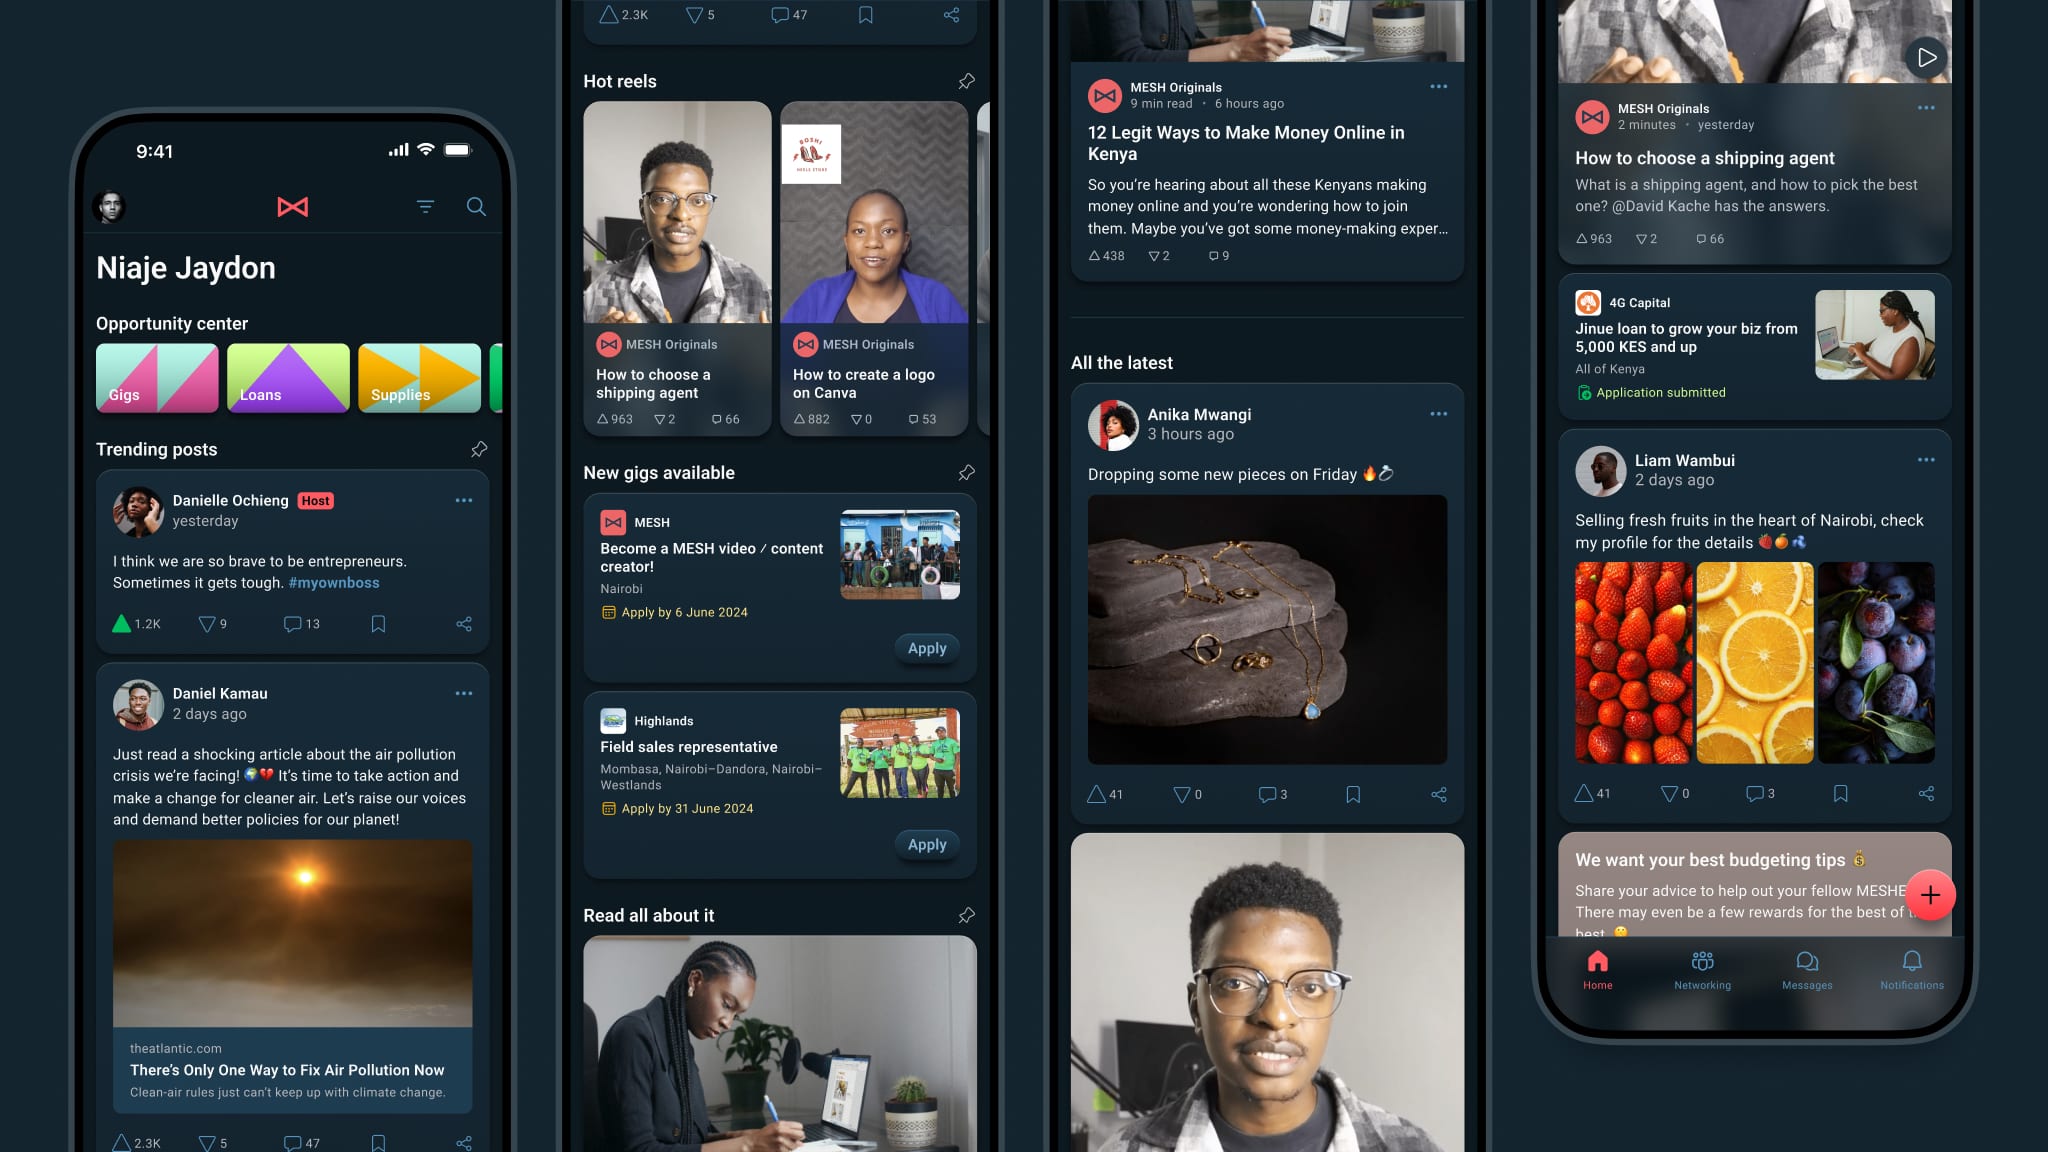 9:41
Niaje Jaydon
Opportunity center
Gigs
Loans
Supplies
Trending posts
Danielle Ochieng Host
yesterday
I think we are so brave to be entrepreneurs.
Sometimes it gets tough. #myownboss
1.2K 9 13
Daniel Kamau
2 days ago
Just read a shocking article about the air pollution
crisis we’re facing! 🌍💔 It’s time to take action and
make a change for cleaner air. Let’s raise our voices
and demand better policies for our planet!
theatlantic.com
There’s Only One Way to Fix Air Pollution Now
Clean-air rules just can’t keep up with climate change.
2.3K 5 47
2.3K 5 47
Hot reels
MESH Originals
How to choose a
shipping agent
963 2 66
BOSHI
HEELS STORE
MESH Originals
How to create a logo
on Canva
882 0 53
New gigs available
MESH
Become a MESH video / content
creator!
Nairobi
Apply by 6 June 2024
Apply
Highlands
Field sales representative
Mombasa, Nairobi–Dandora, Nairobi–
Westlands
Apply by 31 June 2024
Apply
Read all about it
MESH Originals
9 min read • 6 hours ago
12 Legit Ways to Make Money Online in
Kenya
So you’re hearing about all these Kenyans making
money online and you’re wondering how to join
them. Maybe you’ve got some money-making exper...
438 2 9
All the latest
Anika Mwangi
3 hours ago
Dropping some new pieces on Friday 🔥💍
41 0 3
MESH Originals
2 minutes • yesterday
How to choose a shipping agent
What is a shipping agent, and how to pick the best
one? @David Kache has the answers.
963 2 66
4G Capital
Jinue loan to grow your biz from
5,000 KES and up
All of Kenya
Application submitted
Liam Wambui
2 days ago
Selling fresh fruits in the heart of Nairobi, check
my profile for the details 🍓🍊🫐
41 0 3
We want your best budgeting tips 💰
Share your advice to help out your fellow MESHE
There may even be a few rewards for the best of t
best.
Home
Networking
Messages
Notifications